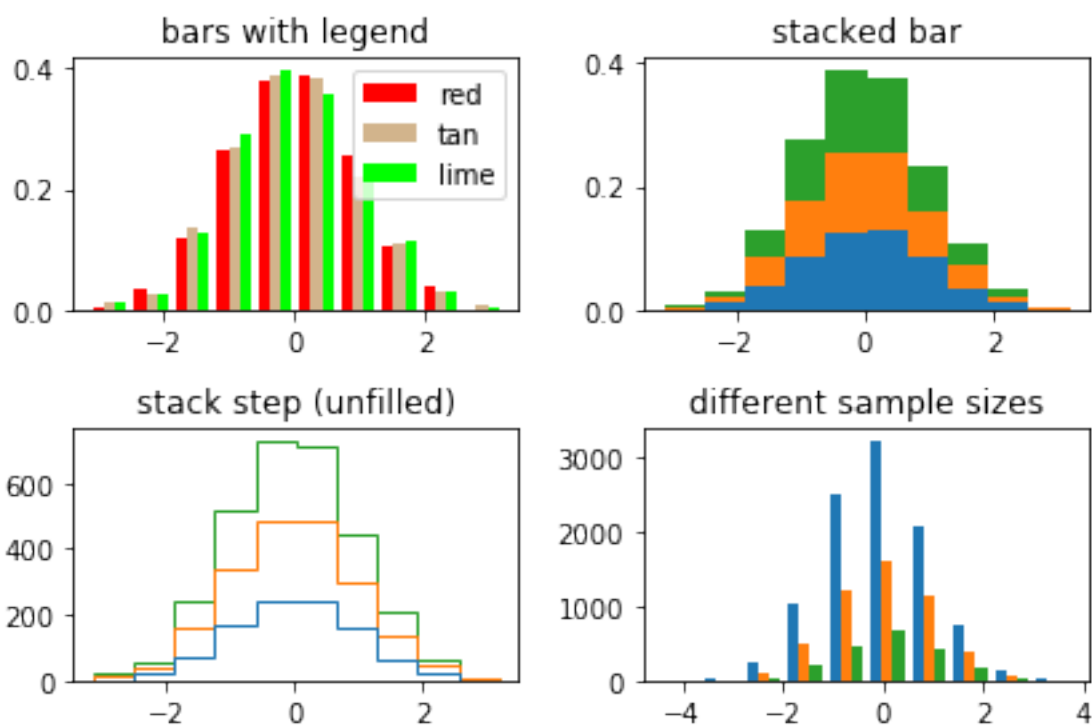 bars with legend
0.4
0.2
0.0
−2 0 2
red
tan
lime
stacked bar
0.4
0.2
0.0
−2 0 2
stack step (unfilled)
600
400
200
0
−2 0 2
different sample sizes
3000
2000
1000
0
−4 −2 0 2 4